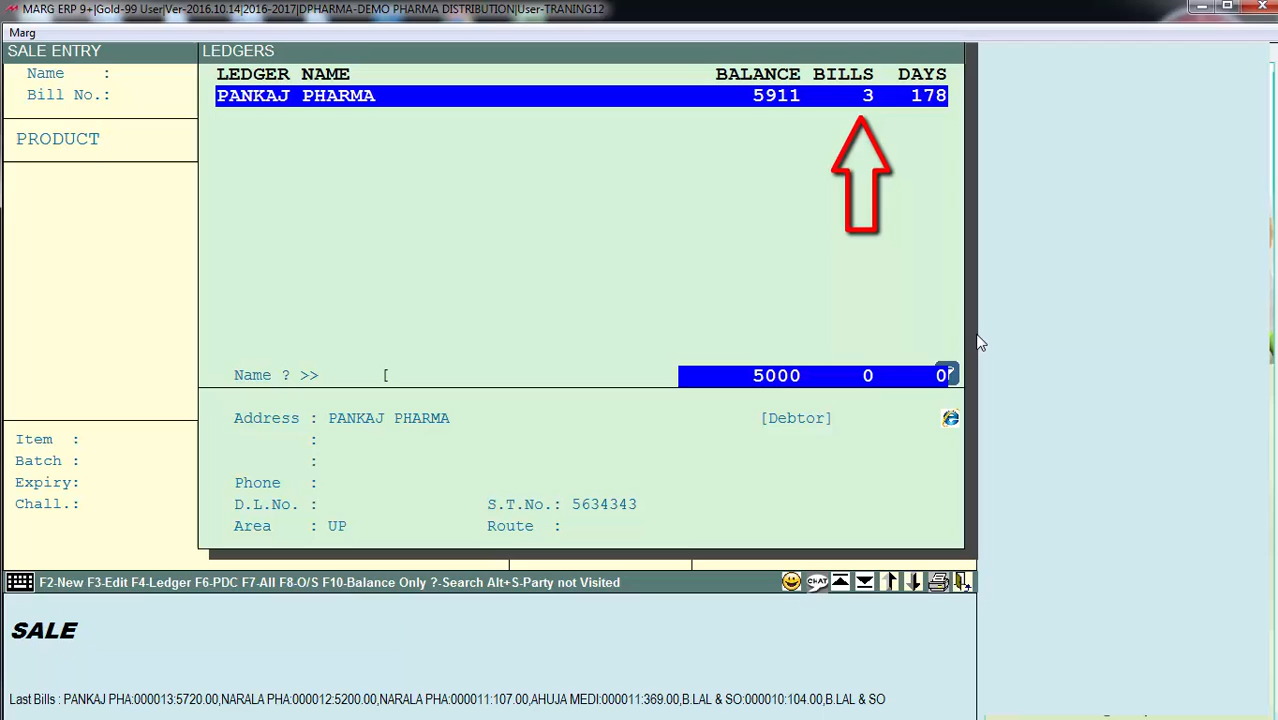 MARG ERP 9+|Gold-99 User|Ver-2016.10.14|2016-2017|DPHARMA-DEMO PHARMA DISTRIBUTION|User-TRANING12
Marg
SALE ENTRY
LEDGERS
Name :
Bill No.:
PRODUCT
LEDGER NAME BALANCE BILLS DAYS
PANKAJ PHARMA 5911 3 178
Name ? >> [ 5000 0 0
Address : PANKAJ PHARMA [Debtor]
:
:
Phone :
D.L.No. : S.T.No.: 5634343
Area : UP Route :
Item :
Batch :
Expiry:
Chall.:
F2-New F3-Edit F4-Ledger F6-PDC F7-All F8-O/S F10-Balance Only ?-Search Alt+S-Party not Visited
CHAT
SALE
Last Bills : PANKAJ PHA:000013:5720.00,NARALA PHA:000012:5200.00,NARALA PHA:000011:107.00,AHUJA MEDI:000011:369.00,B.LAL & SO:000010:104.00,B.LAL & SO